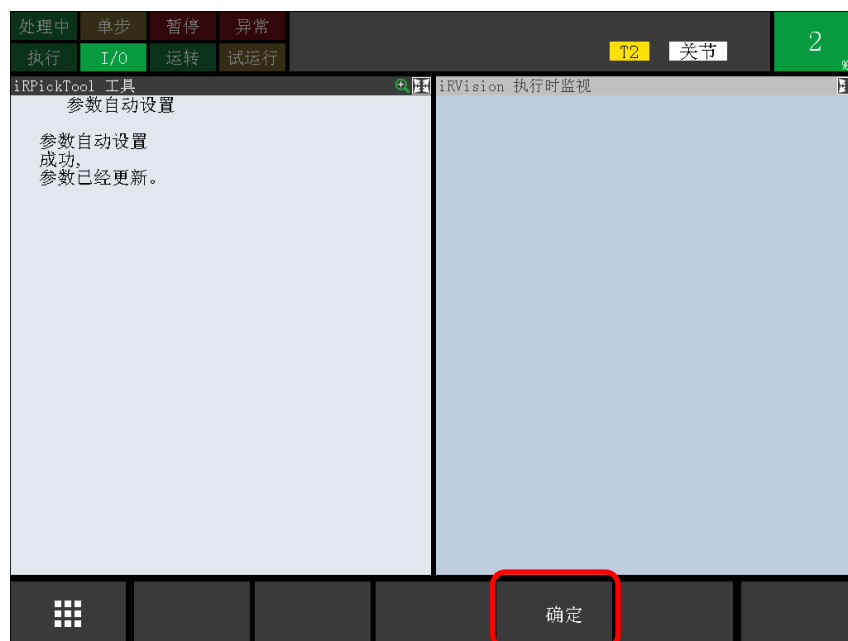 处理中 单步 暂停 异常
执行 I/O 运转 试运行
T2 关节
2
%
iRPickTool 工具
iRVision 执行时监视
参数自动设置
参数自动设置
成功,
参数已经更新。
确定